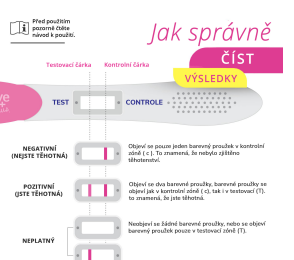 Před použitím
pozorně čtěte
návod k použití.
Jak správně
ČÍST
VÝSLEDKY
Testovací čárka
Kontrolní čárka
TEST
CONTROLE
NEGATIVNÍ
(NEJSTE TĚHOTNÁ)
Objeví se pouze jeden barevný proužek v kontrolní
zóně ( c ). To znamená, že nebylo zjištěno
těhotenství.
POZITIVNÍ
(JSTE TĚHOTNÁ)
Objeví se dva barevné proužky, barevné proužky se
objeví jak v kontrolní zóně ( c), tak i v testovací (T).
to znamená, že jste těhotná.
NEPLATNÝ
Neobjeví se žádné barevné proužky, nebo se objeví
barevný proužek pouze v testovací zóně (T).